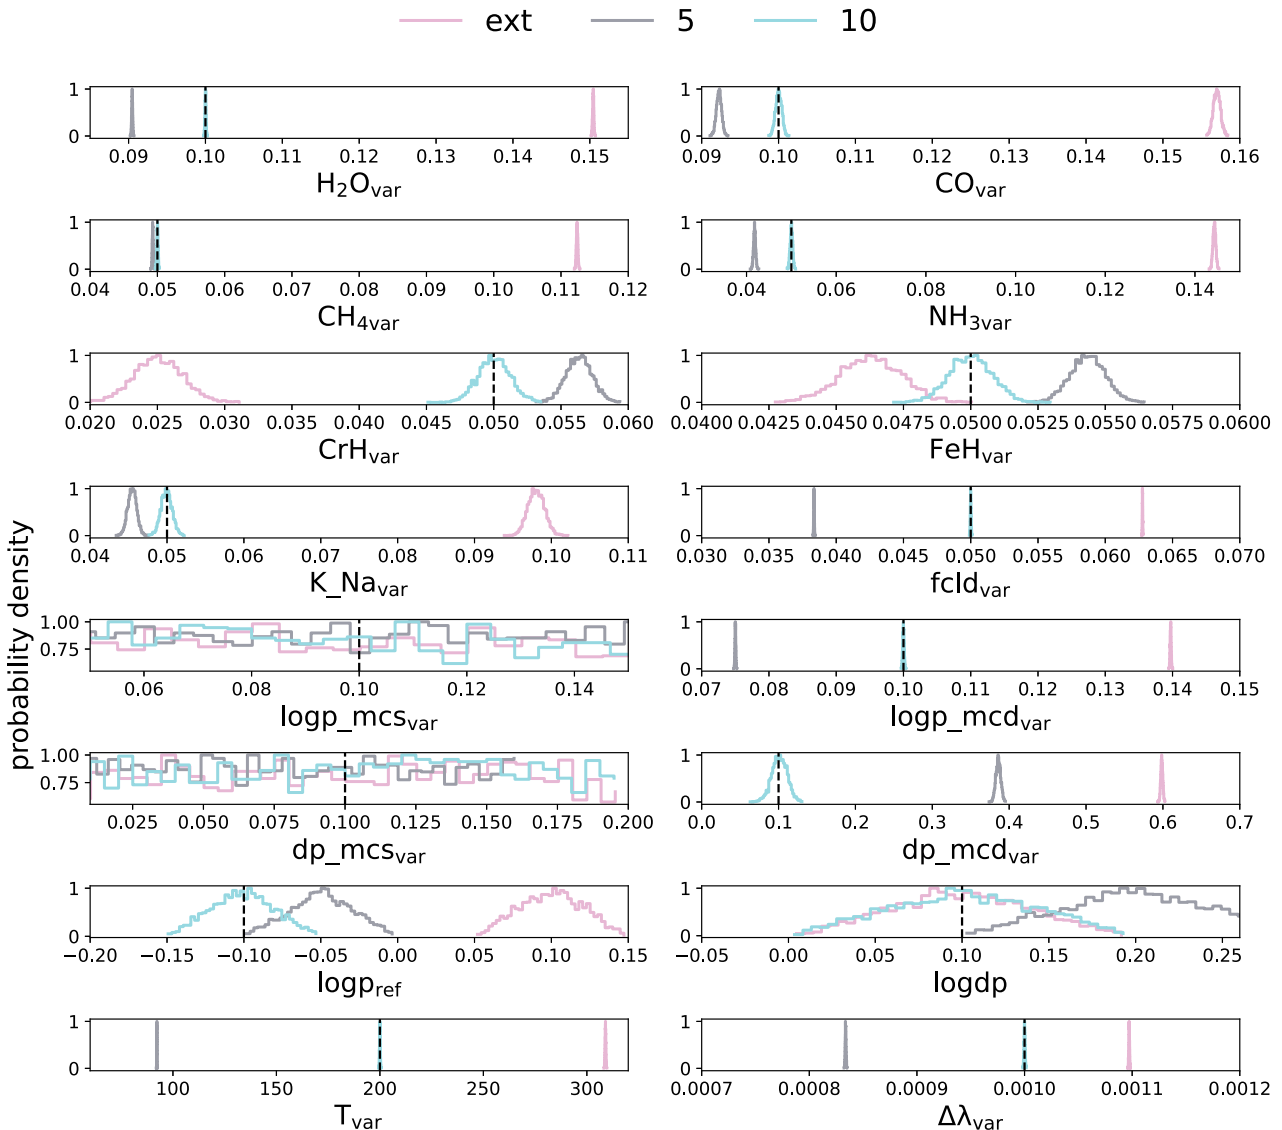 ext 5 10
1
0
0.09 0.10 0.11 0.12 0.13 0.14 0.15
H₂O_var
1
0
0.09 0.10 0.11 0.12 0.13 0.14 0.15 0.16
CO_var
1
0
0.04 0.05 0.06 0.07 0.08 0.09 0.10 0.11 0.12
CH₄var
1
0
0.04 0.06 0.08 0.10 0.12 0.14
NH₃var
1
0
0.020 0.025 0.030 0.035 0.040 0.045 0.050 0.055 0.060
CrH_var
1
0
0.0400 0.0425 0.0450 0.0475 0.0500 0.0525 0.0550 0.0575 0.0600
FeH_var
1
0
0.04 0.05 0.06 0.07 0.08 0.09 0.10 0.11
K_Na_var
1
0
0.030 0.035 0.040 0.045 0.050 0.055 0.060 0.065 0.070
fcld_var
probability density
1.00
0.75
0.06 0.08 0.10 0.12 0.14
logp_mcs_var
1
0
0.07 0.08 0.09 0.10 0.11 0.12 0.13 0.14 0.15
logp_mcd_var
1.00
0.75
0.025 0.050 0.075 0.100 0.125 0.150 0.175 0.200
dp_mcs_var
1
0
0.0 0.1 0.2 0.3 0.4 0.5 0.6 0.7
dp_mcd_var
1
0
−0.20 −0.15 −0.10 −0.05 0.00 0.05 0.10 0.15
logp_ref
1
0
−0.05 0.00 0.05 0.10 0.15 0.20 0.25
logdp
1
0
100 150 200 250 300
T_var
1
0
0.0007 0.0008 0.0009 0.0010 0.0011 0.0012
Δλ_var